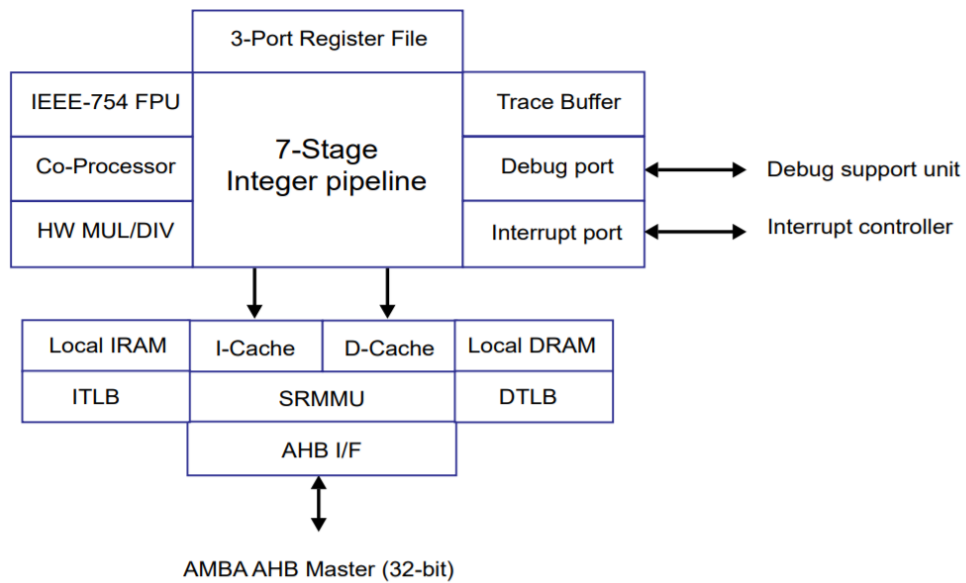 3-Port Register File
IEEE-754 FPU
Trace Buffer
7-Stage
Integer pipeline
Co-Processor
Debug port
Debug support unit
HW MUL/DIV
Interrupt port
Interrupt controller
Local IRAM
I-Cache
D-Cache
Local DRAM
ITLB
SRMMU
DTLB
AHB I/F
AMBA AHB Master (32-bit)